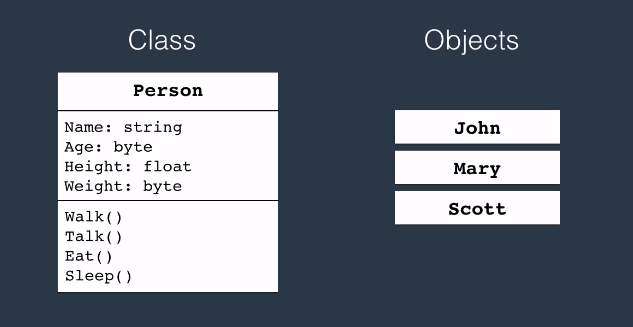 Class
Person
Name: string
Age: byte
Height: float
Weight: byte
Walk()
Talk()
Eat()
Sleep()
Objects
John
Mary
Scott